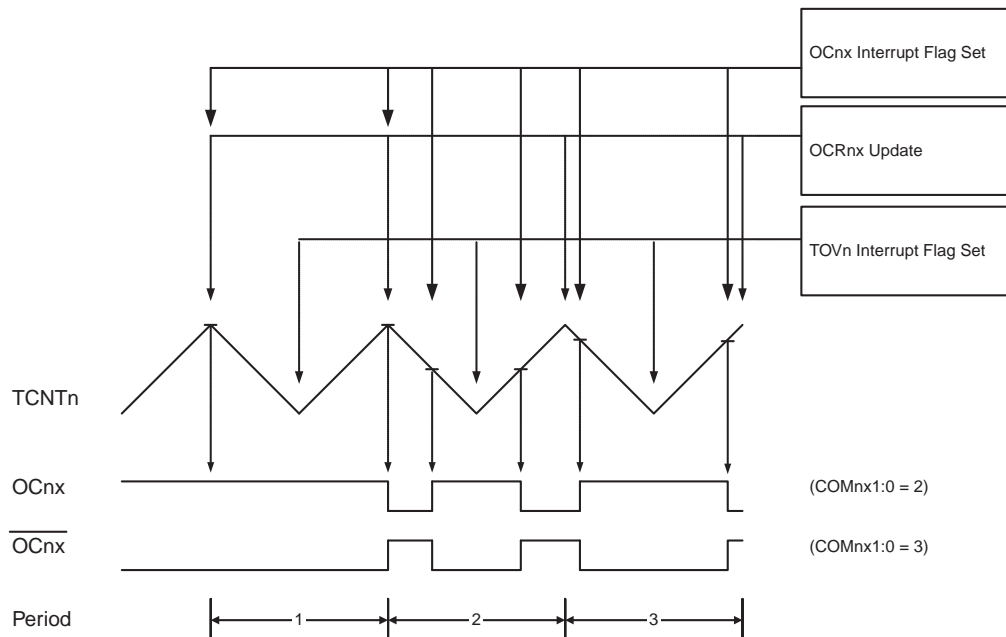 OCnx Interrupt Flag Set
OCRnx Update
TOVn Interrupt Flag Set
TCNTn
OCnx
(COMnx1:0 = 2)
OCnx
(COMnx1:0 = 3)
Period
1
2
3